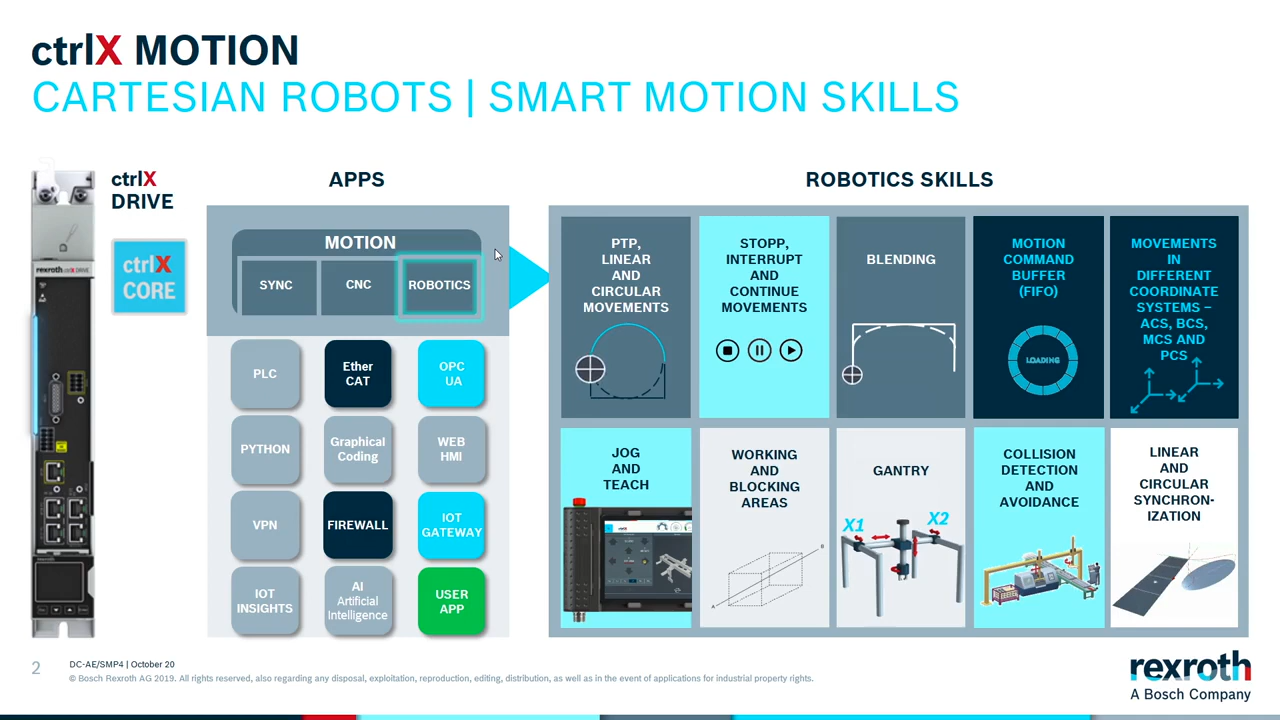 ctrlX MOTION
CARTESIAN ROBOTS | SMART MOTION SKILLS
ctrlX
DRIVE
ctrlX
CORE
rexroth ctrlX DRIVE
APPS
MOTION
SYNC
CNC
ROBOTICS
PLC
Ether
CAT
OPC
UA
PYTHON
Graphical
Coding
WEB
HMI
VPN
FIREWALL
IOT
GATEWAY
IOT
INSIGHTS
AI
Artificial
Intelligence
USER
APP
ROBOTICS SKILLS
PTP,
LINEAR
AND
CIRCULAR
MOVEMENTS
STOPP,
INTERRUPT
AND
CONTINUE
MOVEMENTS
BLENDING
MOTION
COMMAND
BUFFER
(FIFO)
LOADING
MOVEMENTS
IN
DIFFERENT
COORDINATE
SYSTEMS –
ACS, BCS,
MCS AND
PCS
JOG
AND
TEACH
WORKING
AND
BLOCKING
AREAS
A
B
GANTRY
X1
X2
COLLISION
DETECTION
AND
AVOIDANCE
LINEAR
AND
CIRCULAR
SYNCHRON-
IZATION
2
DC-AE/SMP4 | October 20
© Bosch Rexroth AG 2019. All rights reserved, also regarding any disposal, exploitation, reproduction, editing, distribution, as well as in the event of applications for industrial property rights.
rexroth
A Bosch Company